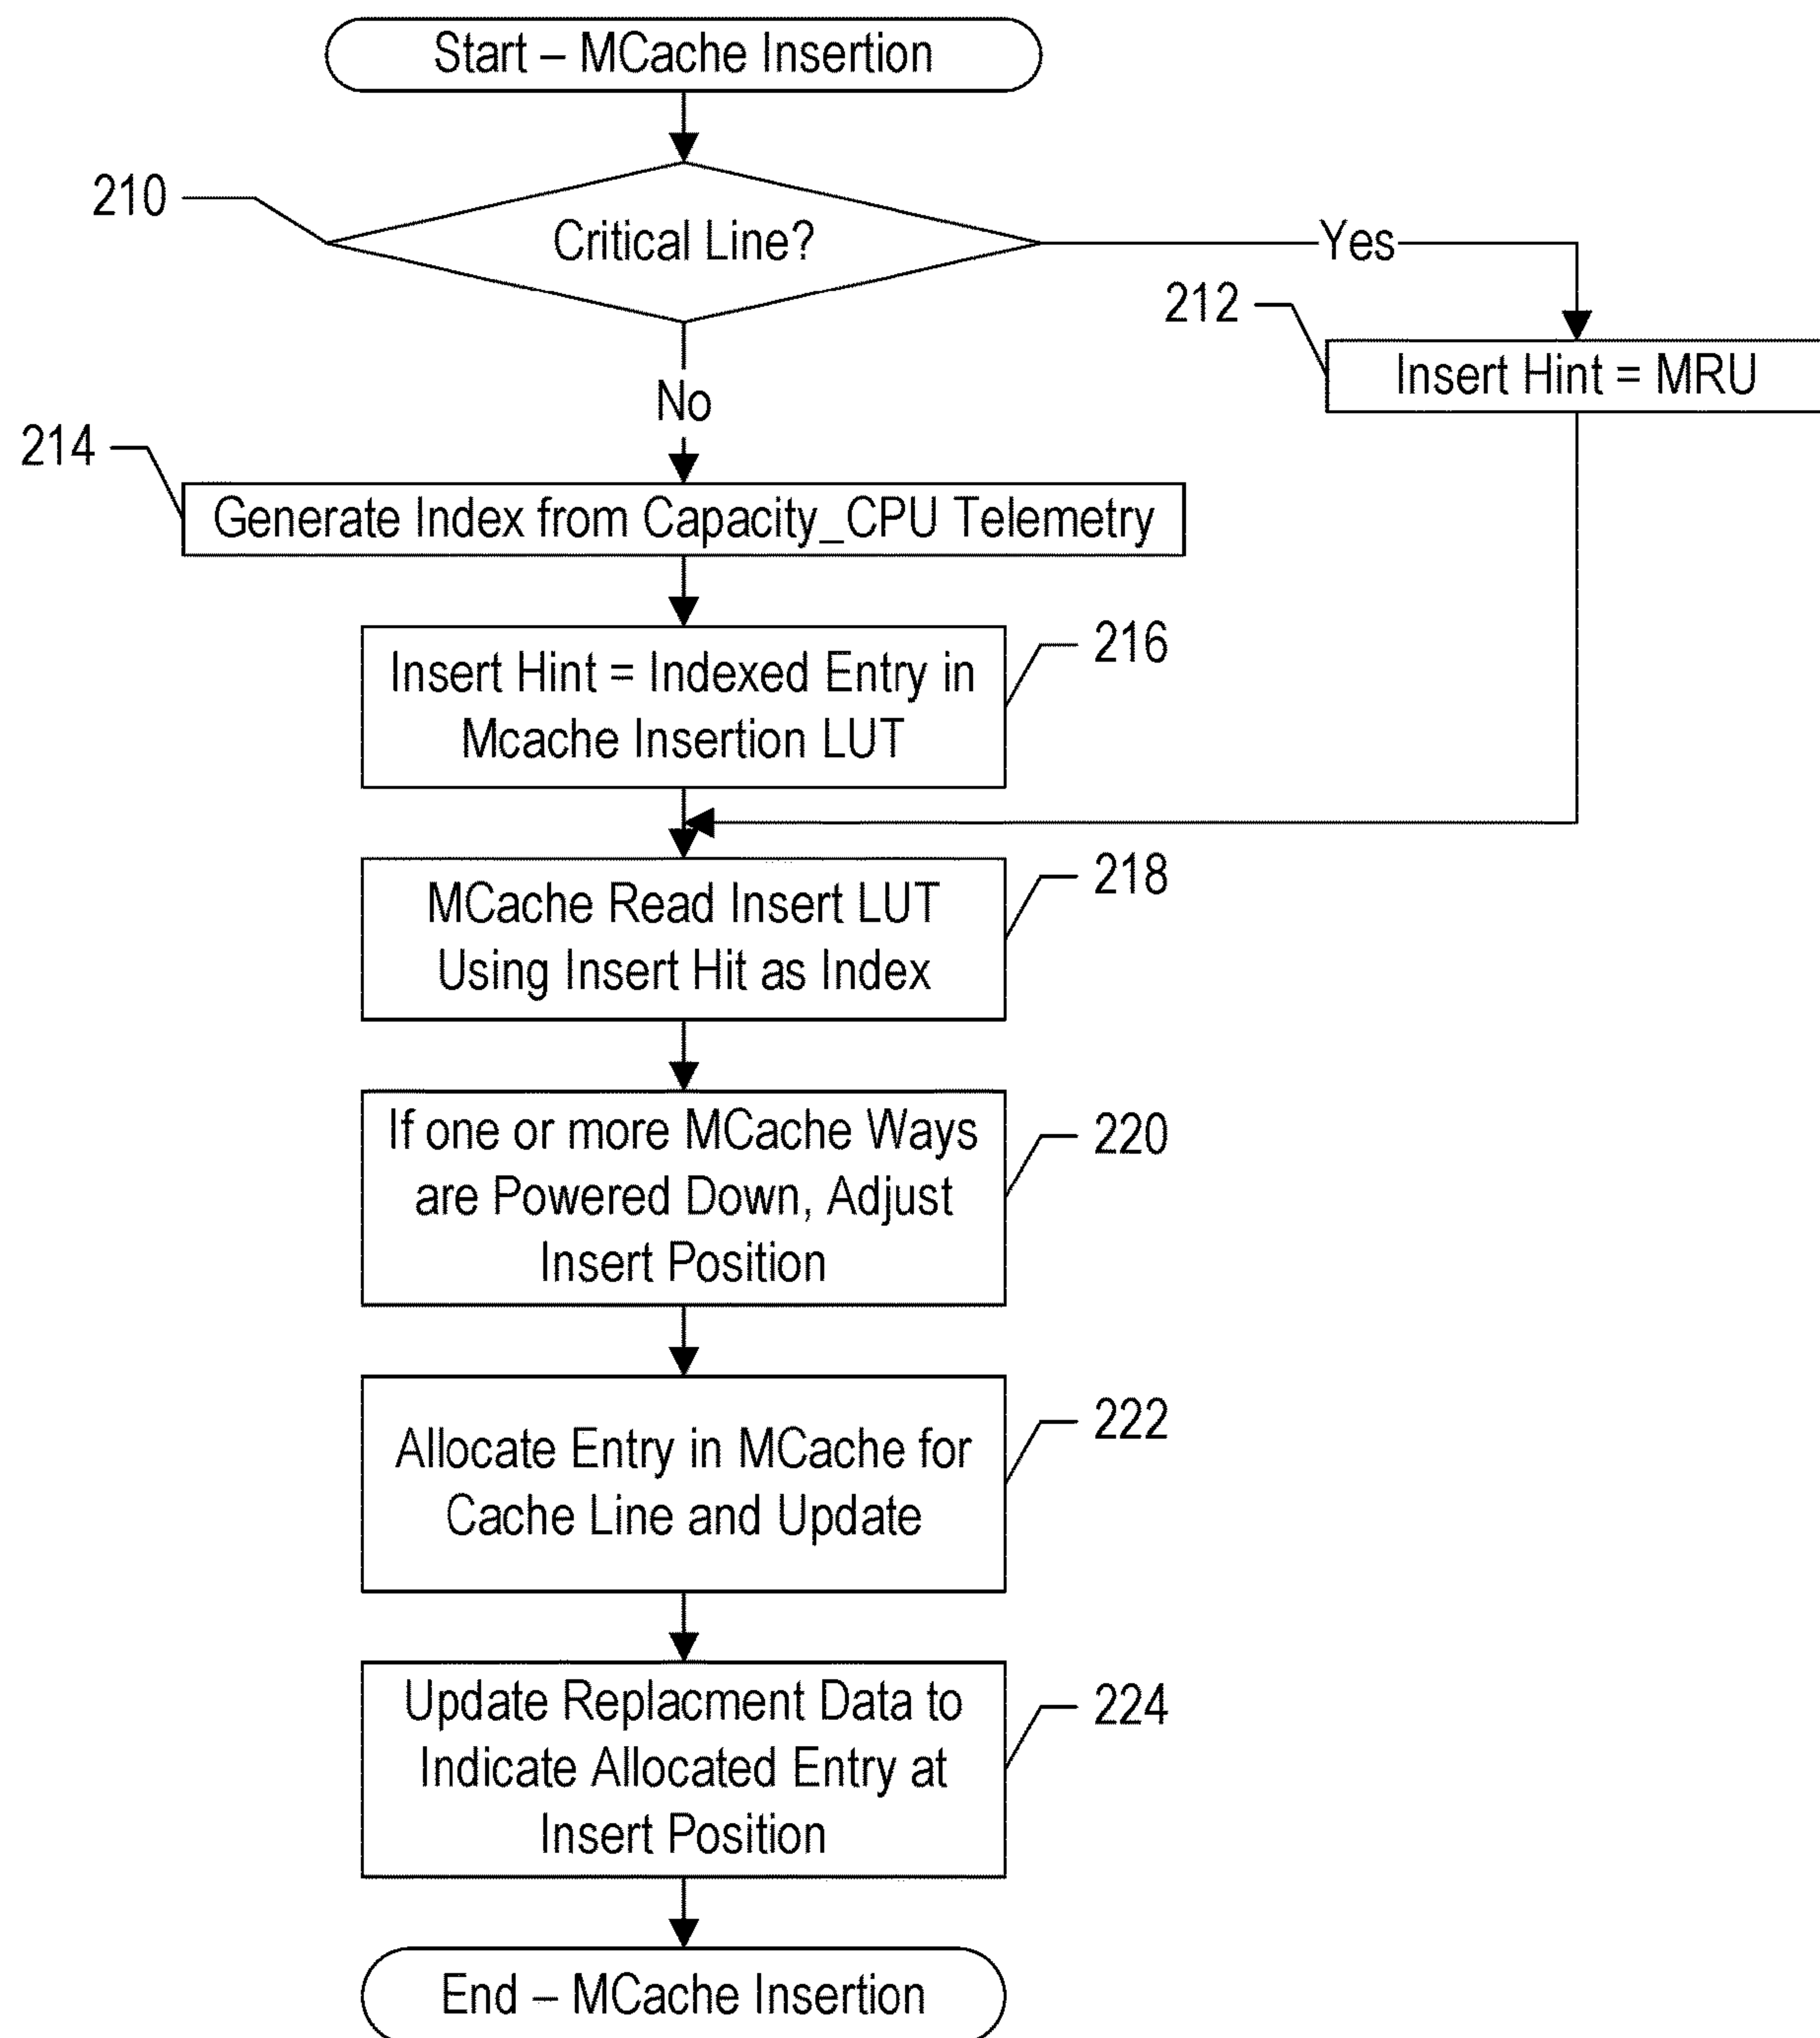 Start – MCache Insertion
210
Critical Line?
Yes
212
Insert Hint = MRU
No
214
Generate Index from Capacity_CPU Telemetry
216
Insert Hint = Indexed Entry in
Mcache Insertion LUT
218
MCache Read Insert LUT
Using Insert Hit as Index
220
If one or more MCache Ways
are Powered Down, Adjust
Insert Position
222
Allocate Entry in MCache for
Cache Line and Update
224
Update Replacment Data to
Indicate Allocated Entry at
Insert Position
End – MCache Insertion